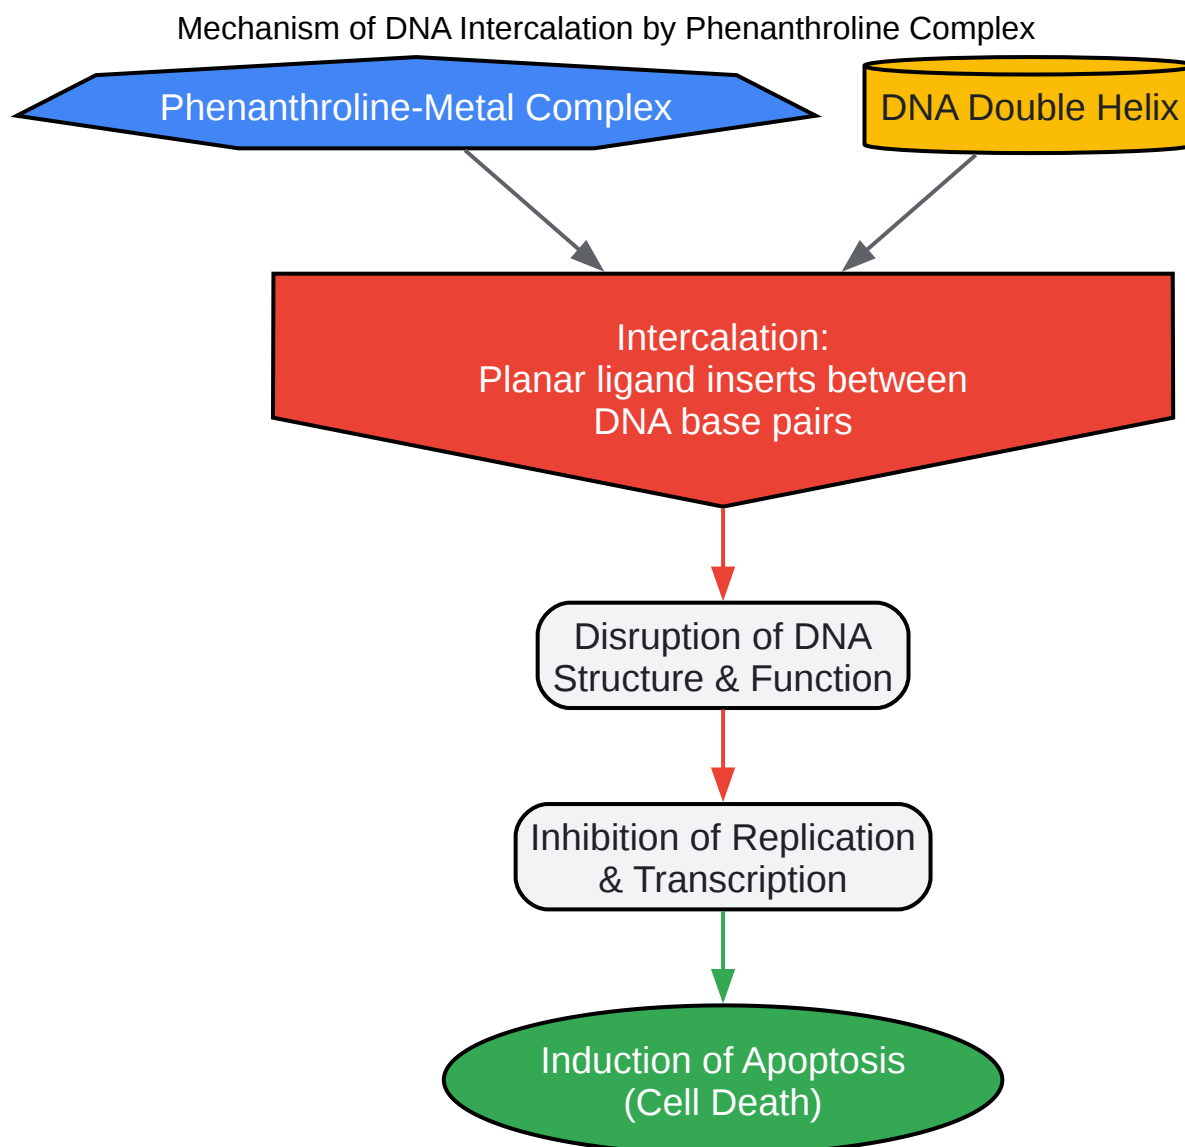 Mechanism of DNA Intercalation by Phenanthroline Complex
Phenanthroline-Metal Complex
DNA Double Helix
Intercalation:
Planar ligand inserts between
DNA base pairs
Disruption of DNA
Structure & Function
Inhibition of Replication
& Transcription
Induction of Apoptosis
(Cell Death)